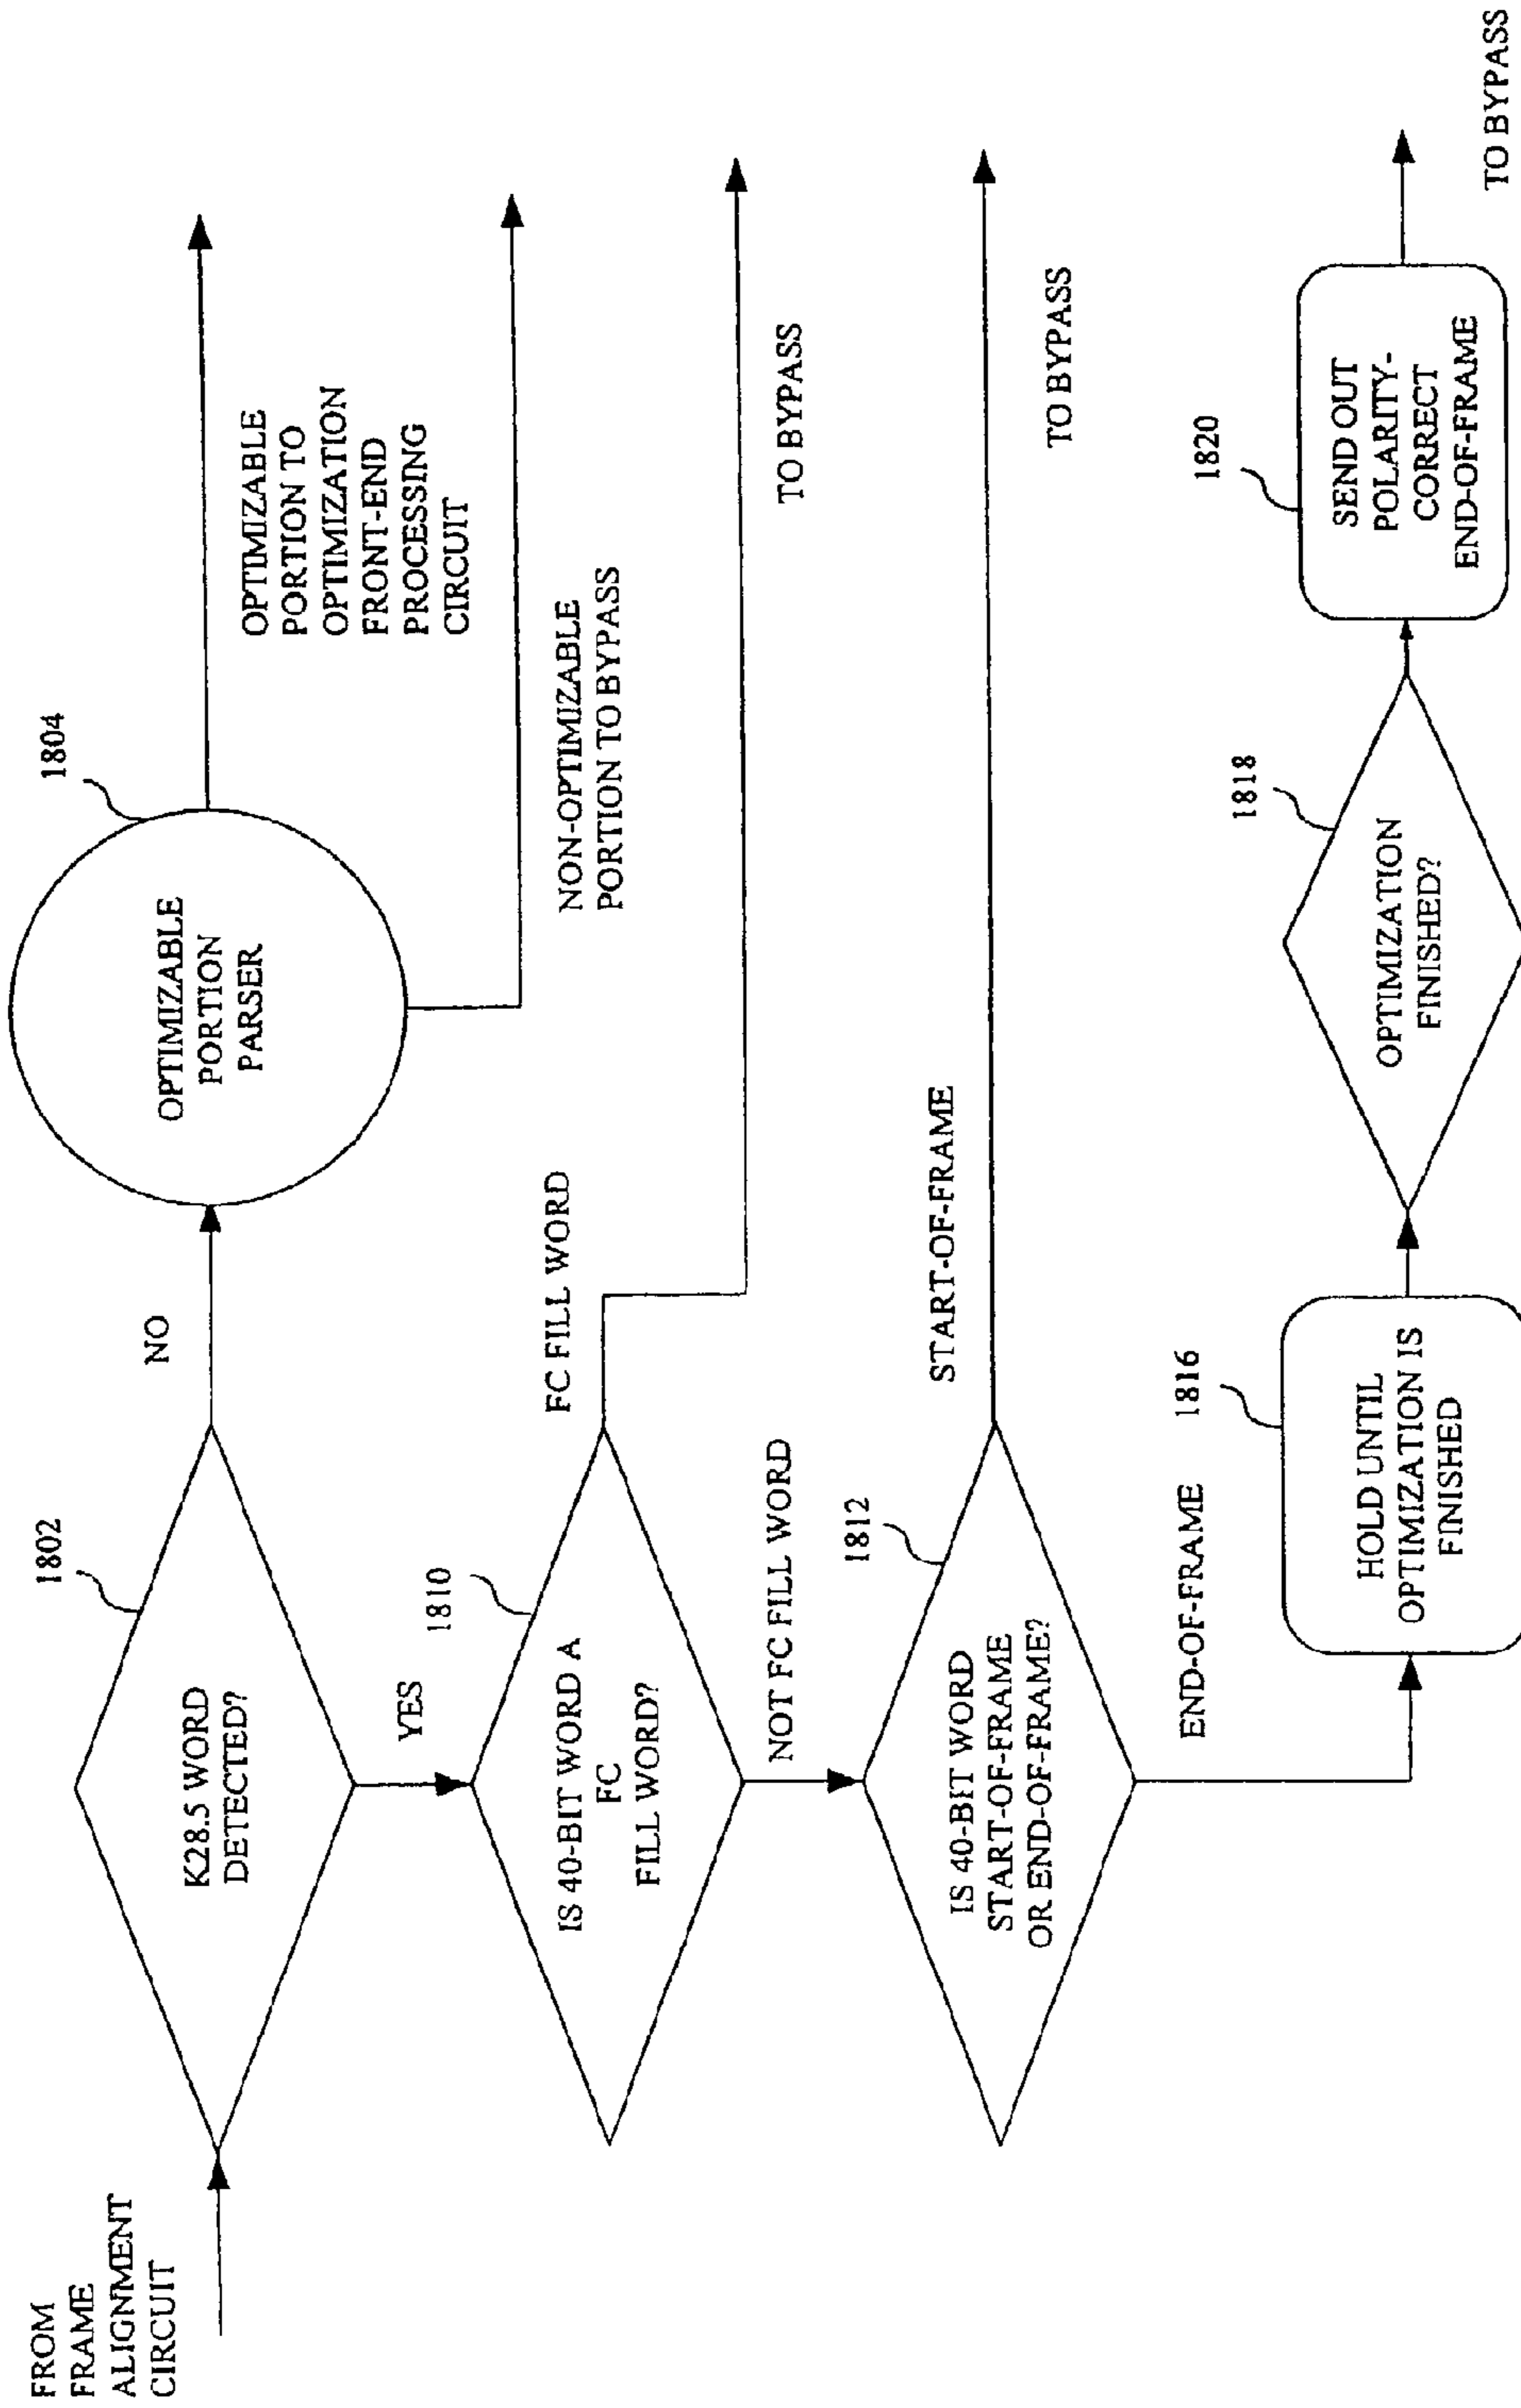 FROM
FRAME
ALIGNMENT
CIRCUIT
1802
K28.5 WORD
DETECTED?
NO
YES
1804
OPTIMIZABLE
PORTION
PARSER
OPTIMIZABLE
PORTION TO
OPTIMIZATION
FRONT-END
PROCESSING
CIRCUIT
NON-OPTIMIZABLE
PORTION TO BYPASS
1810
IS 40-BIT WORD A
FC
FILL WORD?
FC FILL WORD
TO BYPASS
NOT FC FILL WORD
1812
IS 40-BIT WORD
START-OF-FRAME
OR END-OF-FRAME?
START-OF-FRAME
TO BYPASS
END-OF-FRAME
1816
HOLD UNTIL
OPTIMIZATION IS
FINISHED
1818
OPTIMIZATION
FINISHED?
1820
SEND OUT
POLARITY-
CORRECT
END-OF-FRAME
TO BYPASS